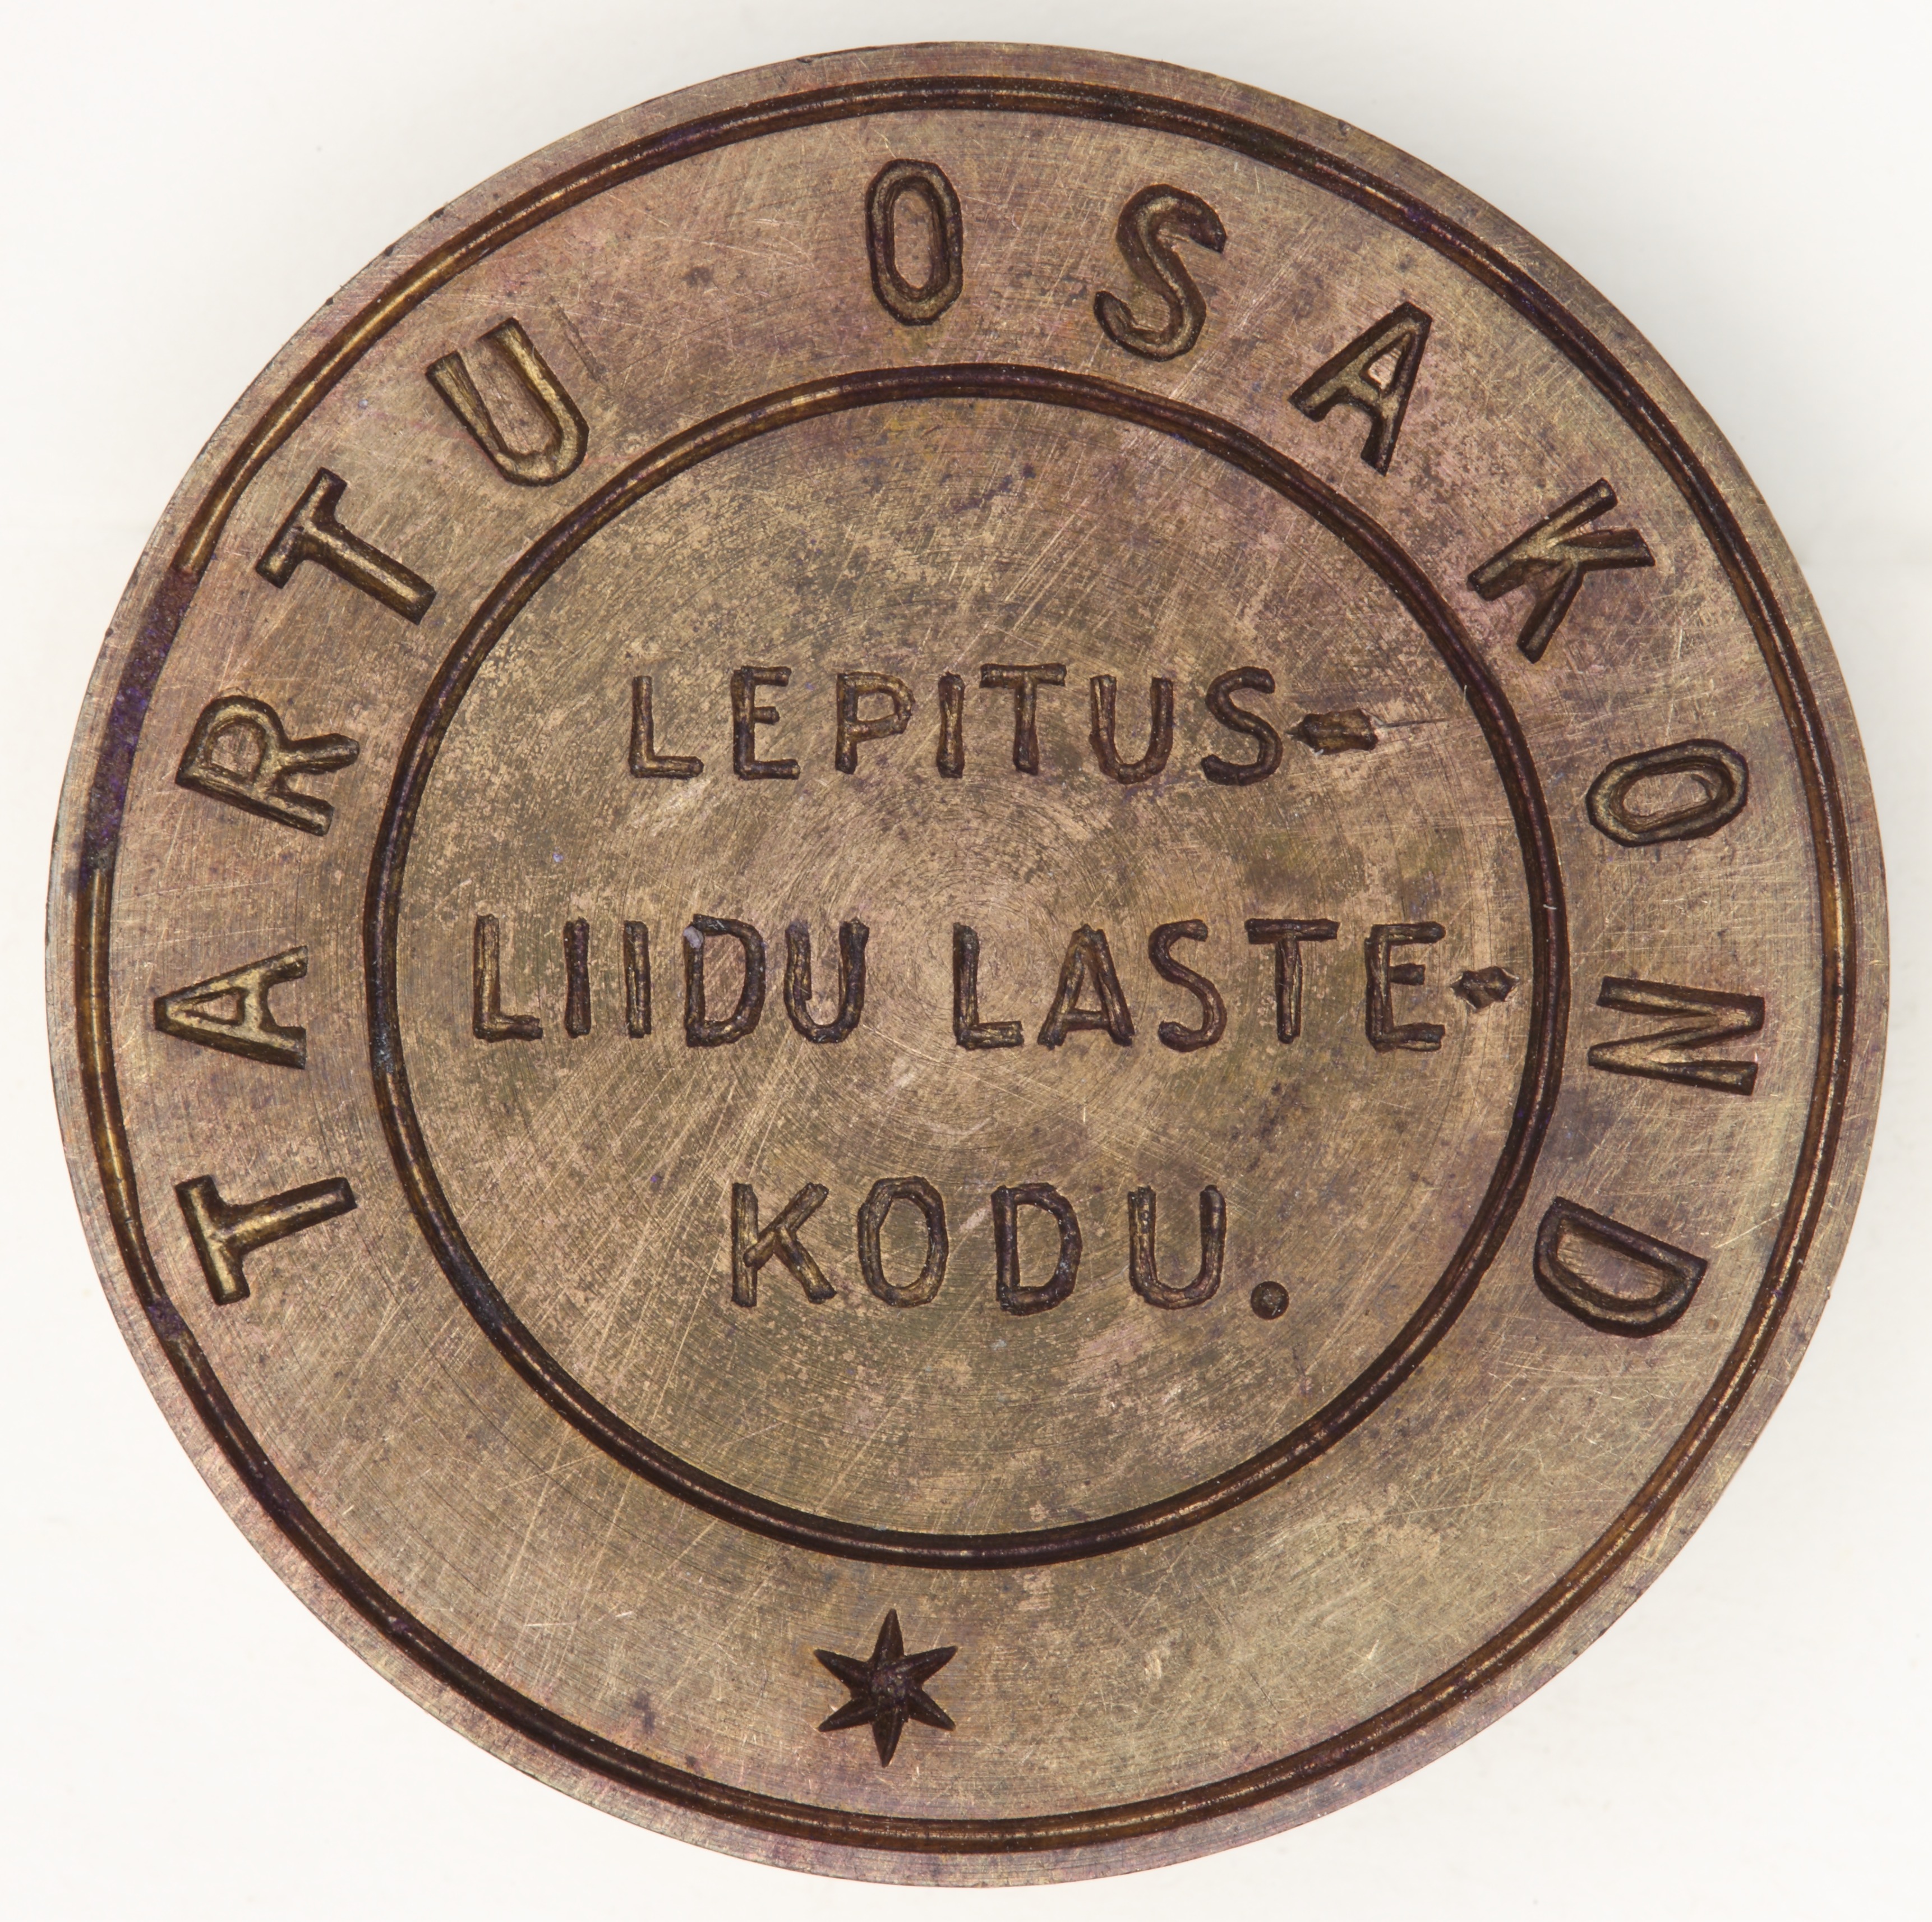 TARTU OSAKOND
LEPITUS-
LIIDU LASTE-
KODU.